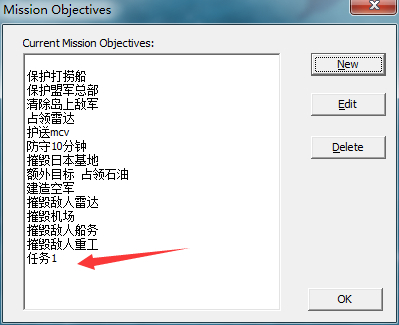 Mission Objectives
Current Mission Objectives:
保护打捞船
保护盟军总部
清除岛上敌军
占领雷达
护送mcv
防守10分钟
摧毁日本基地
额外目标 占领石油
建造空军
摧毁敌人雷达
摧毁机场
摧毁敌人船务
摧毁敌人重工
任务1
New
Edit
Delete
OK